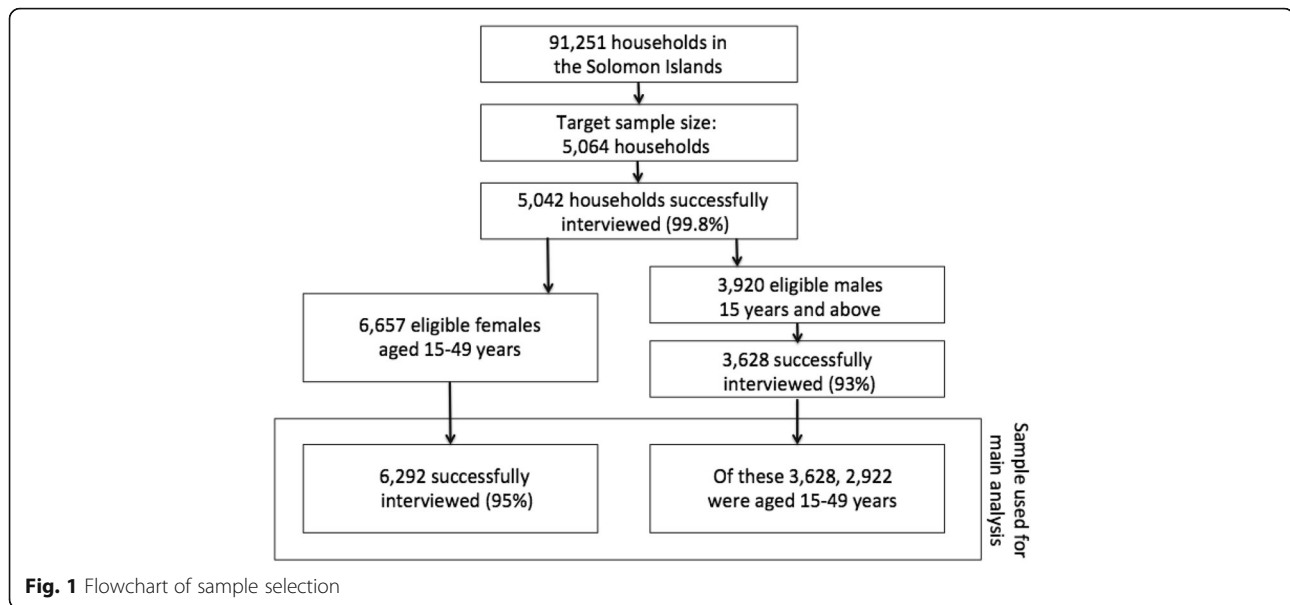 91,251 households in
the Solomon Islands
Target sample size:
5,064 households
5,042 households successfully
interviewed (99.8%)
6,657 eligible females
aged 15-49 years
3,920 eligible males
15 years and above
3,628 successfully
interviewed (93%)
6,292 successfully
interviewed (95%)
Of these 3,628, 2,922
were aged 15-49 years
Sample used for
main analysis
Fig. 1 Flowchart of sample selection